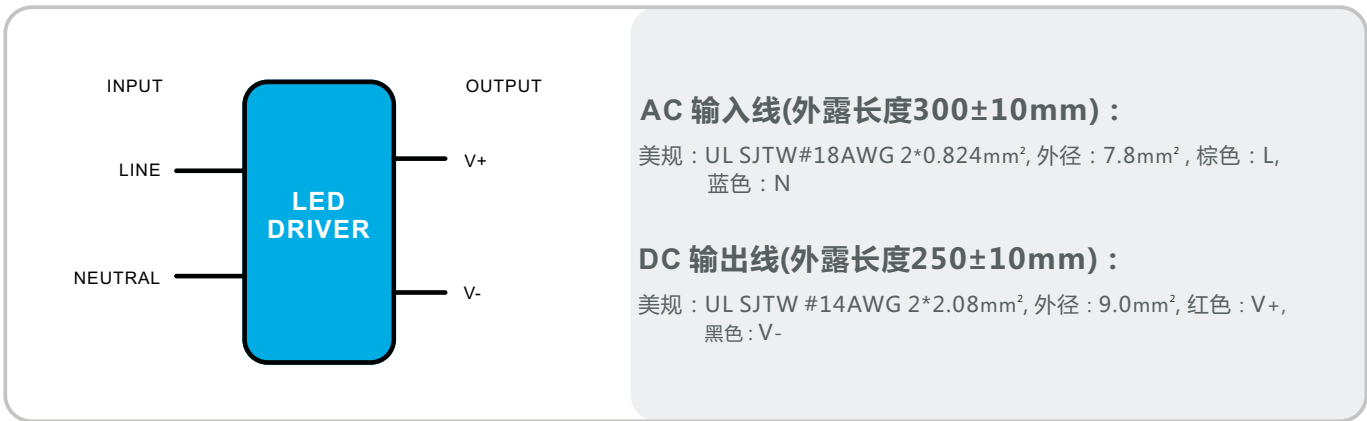 INPUT
OUTPUT
LINE
V+
LED
DRIVER
NEUTRAL
V-
AC 输入线(外露长度300±10mm)：
美规：UL SJTW#18AWG 2*0.824mm², 外径：7.8mm² , 棕色：L,
蓝色：N
DC 输出线(外露长度250±10mm)：
美规：UL SJTW #14AWG 2*2.08mm², 外径：9.0mm², 红色：V+,
黑色：V-